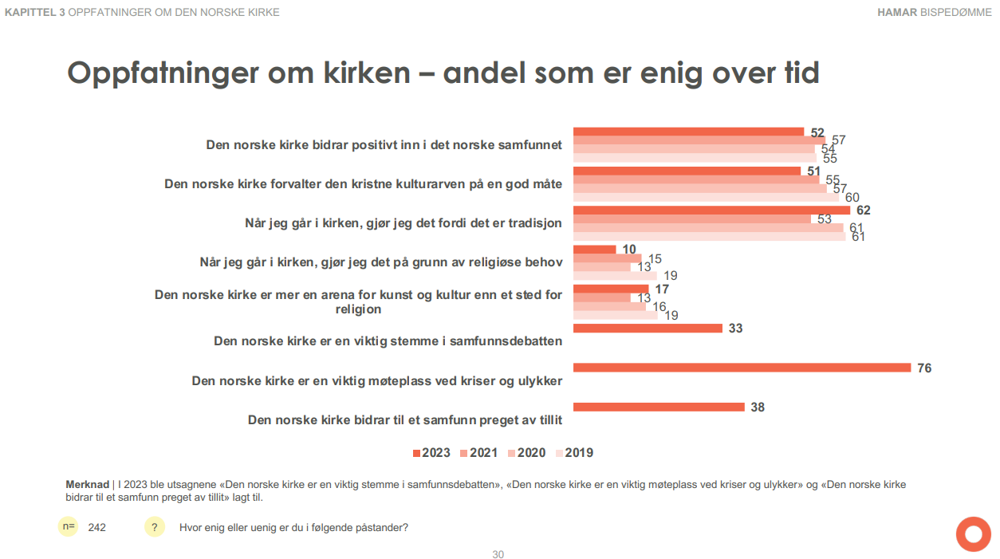 KAPITTEL 3 OPPFATNINGER OM DEN NORSKE KIRKE
HAMAR BISPEDØMME
Oppfatninger om kirken – andel som er enig over tid
Den norske kirke bidrar positivt inn i det norske samfunnet
52
57
54
55
Den norske kirke forvalter den kristne kulturarven på en god måte
51
55
57
60
Når jeg går i kirken, gjør jeg det fordi det er tradisjon
62
53
61
61
Når jeg går i kirken, gjør jeg det på grunn av religiøse behov
10
15
13
19
Den norske kirke er mer en arena for kunst og kultur enn et sted for
religion
17
13
16
19
Den norske kirke er en viktig stemme i samfunnsdebatten
33
Den norske kirke er en viktig møteplass ved kriser og ulykker
76
Den norske kirke bidrar til et samfunn preget av tillit
38
2023 2021 2020 2019
Merknad | I 2023 ble utsagnene «Den norske kirke er en viktig stemme i samfunnsdebatten», «Den norske kirke er en viktig møteplass ved kriser og ulykker» og «Den norske kirke
bidrar til et samfunn preget av tillit» lagt til.
n= 242 ? Hvor enig eller uenig er du i følgende påstander?
30